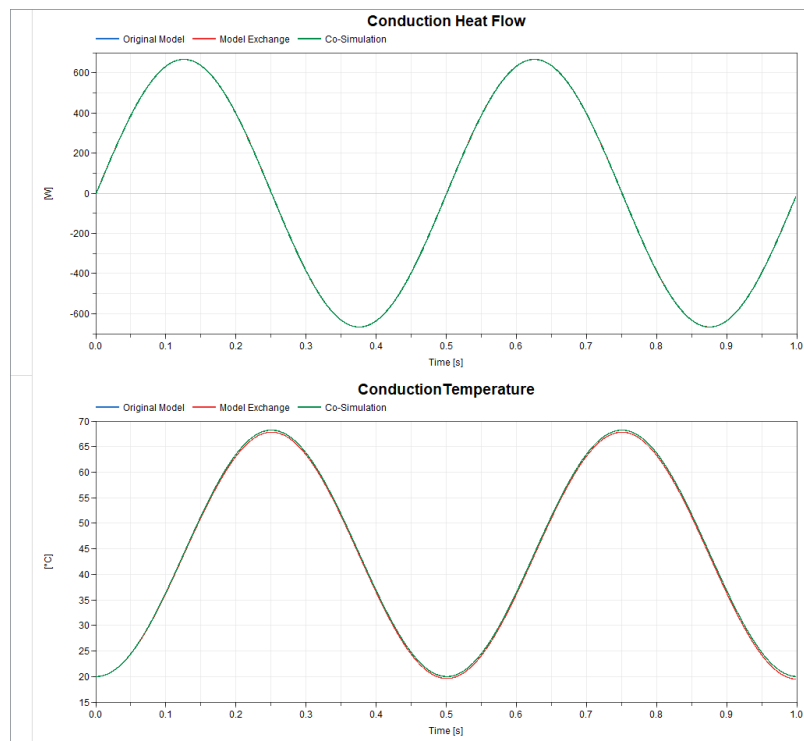 Conduction Heat Flow
Original Model Model Exchange Co-Simulation
600
400
200
0
-200
-400
-600
[W]
0.0 0.1 0.2 0.3 0.4 0.5 0.6 0.7 0.8 0.9 1.0
Time [s]
ConductionTemperature
Original Model Model Exchange Co-Simulation
70
65
60
55
50
45
40
35
30
25
20
15
[°C]
0.0 0.1 0.2 0.3 0.4 0.5 0.6 0.7 0.8 0.9 1.0
Time [s]